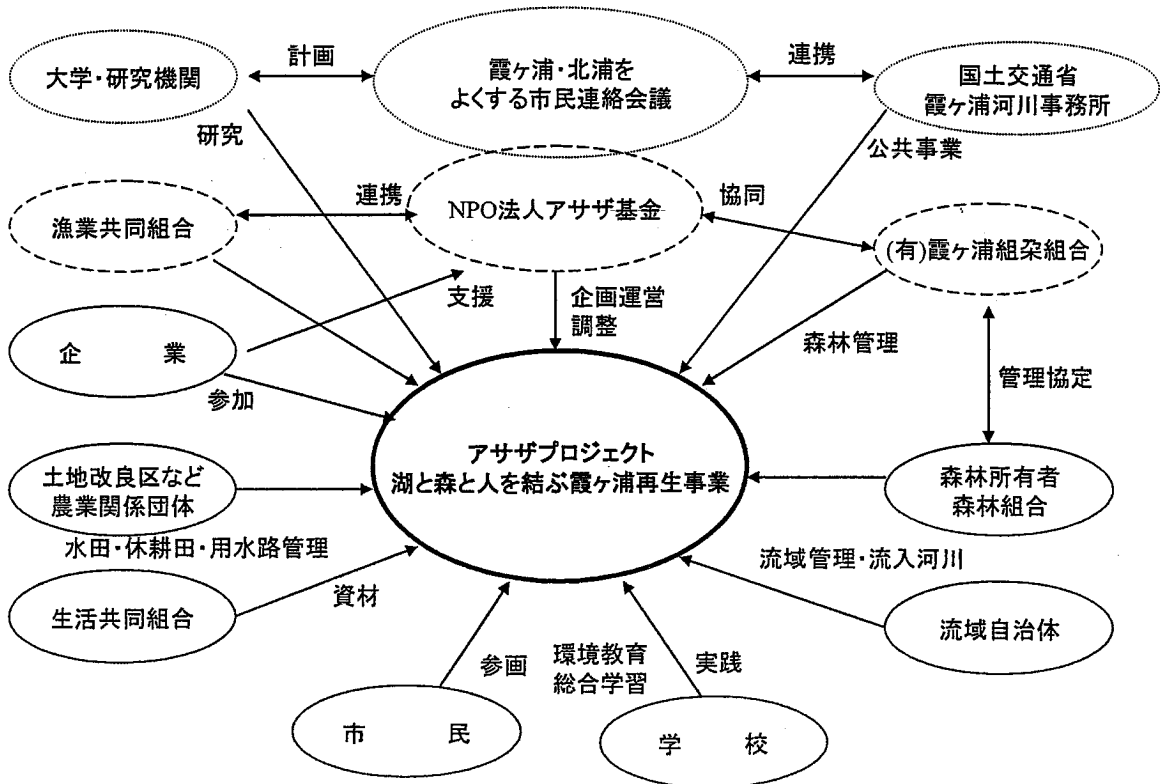 大学・研究機関
計画
霞ヶ浦・北浦を
よくする市民連絡会議
連携
国土交通省
霞ヶ浦河川事務所
研究
公共事業
漁業共同組合
連携
NPO法人アサザ基金
協同
(有)霞ヶ浦粗朶組合
支援
企画運営
調整
企　業
森林管理
参加
管理協定
アサザプロジェクト
湖と森と人を結ぶ霞ヶ浦再生事業
土地改良区など
農業関係団体
森林所有者
森林組合
水田・休耕田・用水路管理
流域管理・流入河川
生活共同組合
資材
流域自治体
参画
環境教育
総合学習
実践
市　民
学　校